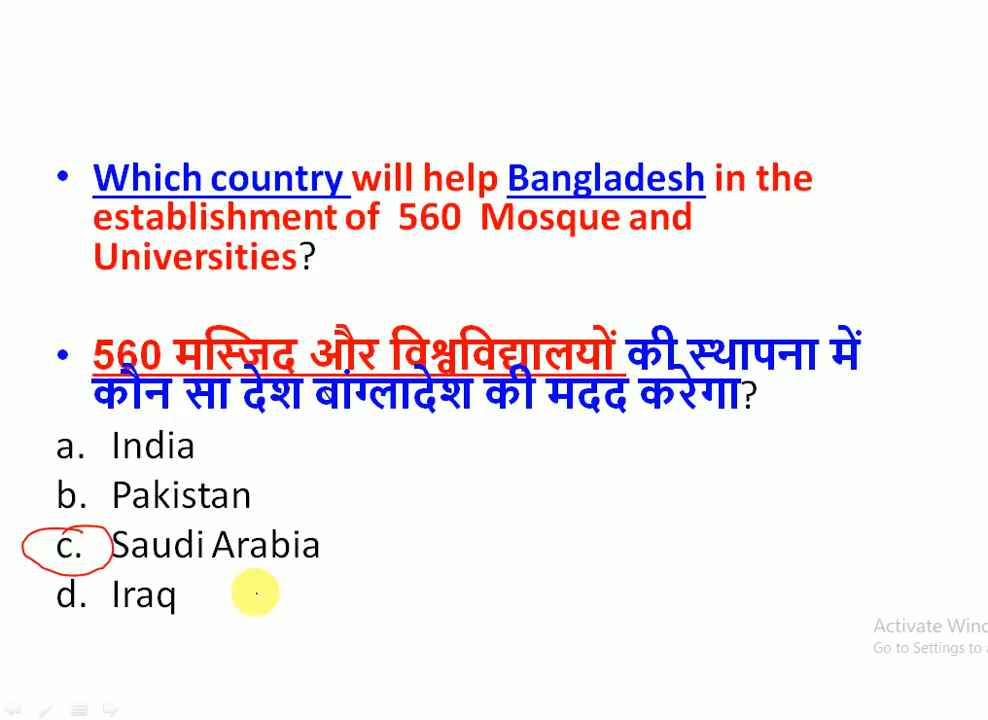 • Which country will help Bangladesh in the
establishment of 560 Mosque and
Universities?
• 560 मस्जिद और विश्वविद्यालयों की स्थापना में
कौन सा देश बांग्लादेश की मदद करेगा?
a. India
b. Pakistan
c. Saudi Arabia
d. Iraq
Activate Wind
Go to Settings to a